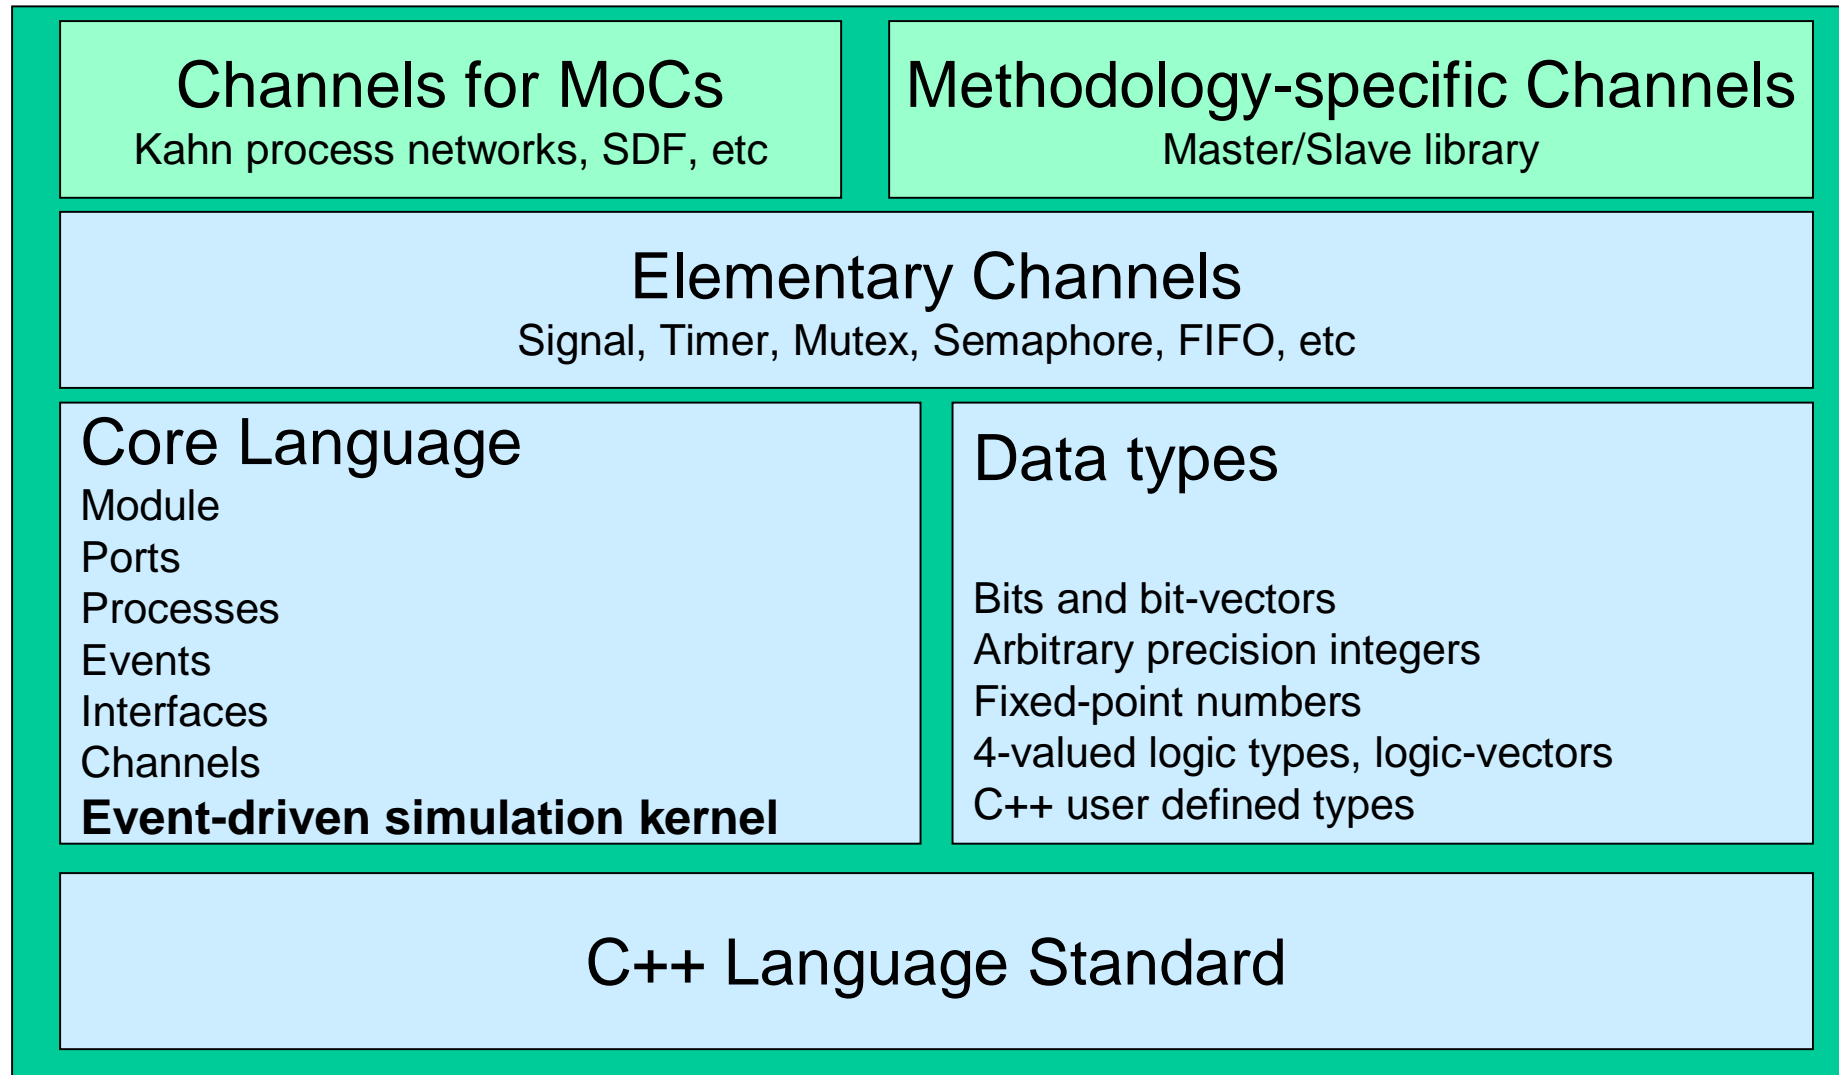 Channels for MoCs
Kahn process networks, SDF, etc
Methodology-specific Channels
Master/Slave library
Elementary Channels
Signal, Timer, Mutex, Semaphore, FIFO, etc
Core Language
Module
Ports
Processes
Events
Interfaces
Channels
Event-driven simulation kernel
Data types
Bits and bit-vectors
Arbitrary precision integers
Fixed-point numbers
4-valued logic types, logic-vectors
C++ user defined types
C++ Language Standard